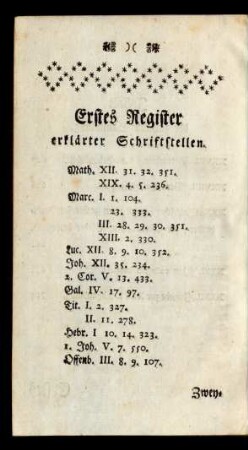 )(
Erstes Register
erklärter Schriftstellen.
Math. XII. 31. 32. 351.
XIX. 4. 5. 236.
Marc. I. 1. 104.
23. 333.
III. 28. 29. 30. 351.
XIII. 2. 330.
Luc. XII. 8. 9. 10. 352.
Joh. XII. 35. 234.
2. Cor. V. 13. 433.
Gal. IV. 17. 97.
Tit. I. 2. 327.
II. 11. 278.
Hebr. I 10. 14. 323.
1. Joh. V. 7. 550.
Offenb. III. 8. 9. 107.
Zwey-